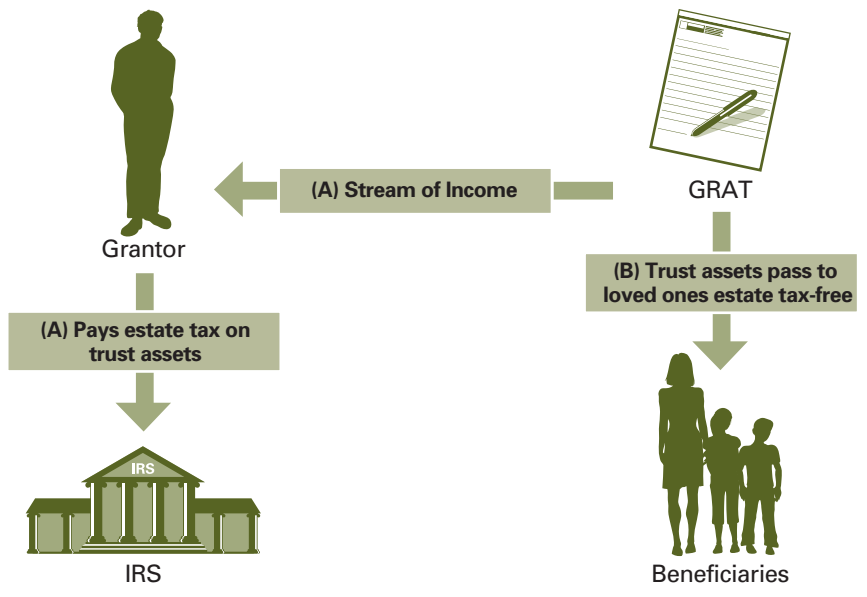 (A) Stream of Income
GRAT
Grantor
(B) Trust assets pass to
loved ones estate tax-free
(A) Pays estate tax on
trust assets
IRS
IRS
Beneficiaries